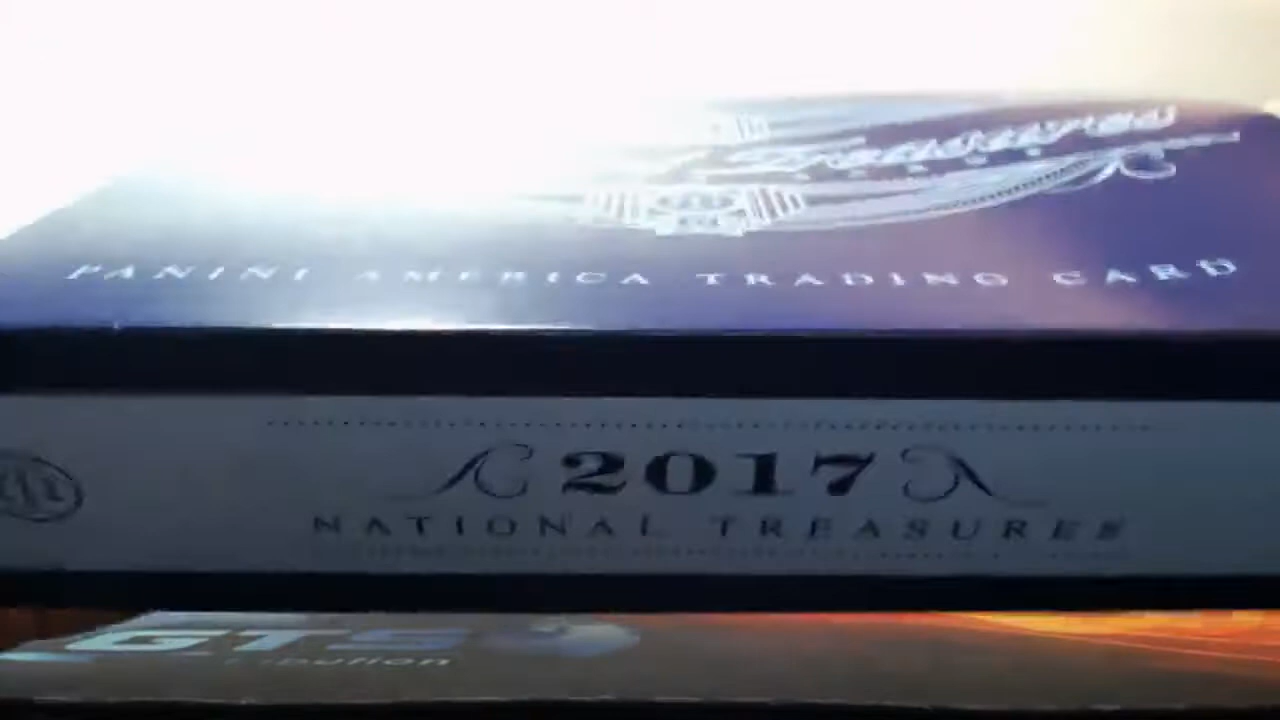 Treasures
PANINI AMERICA TRADING CARD
2017
NATIONAL TREASURES
GTS